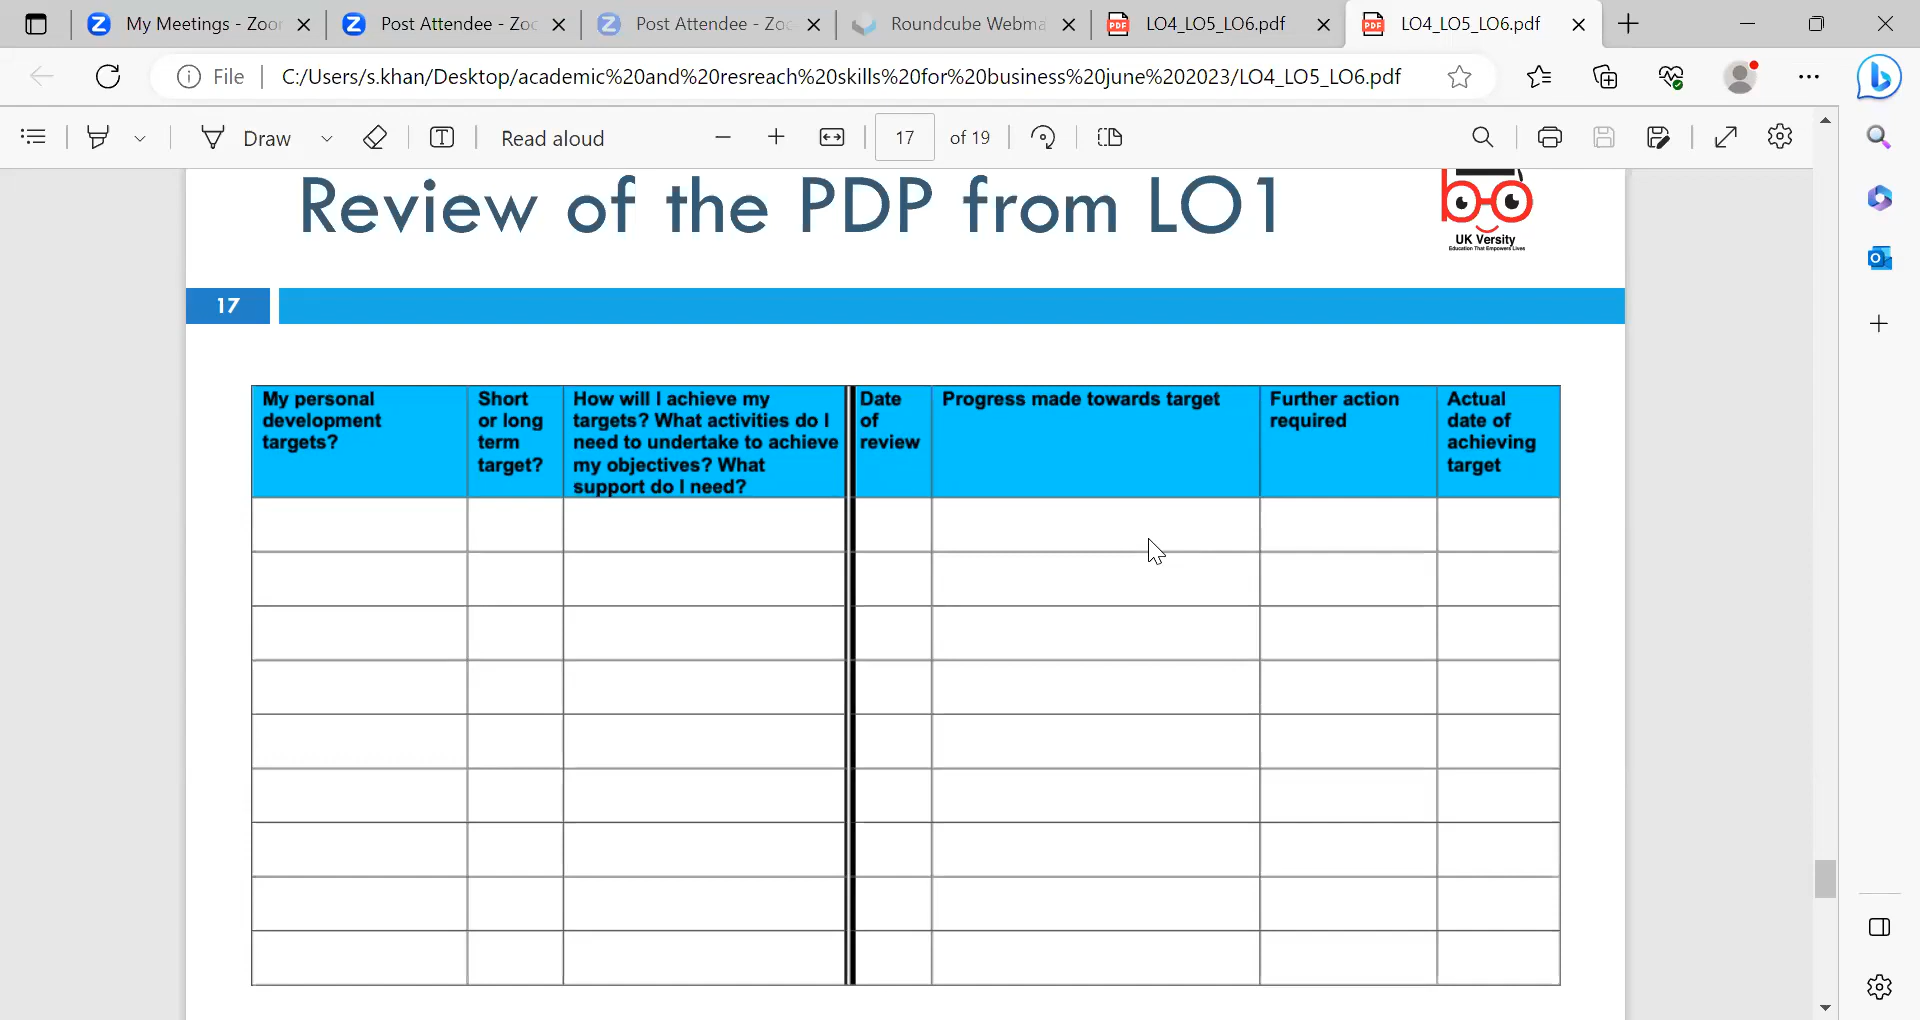 My Meetings - Zoo
Post Attendee - Zoo
Post Attendee - Zoo
Roundcube Webma
LO4_LO5_LO6.pdf
LO4_LO5_LO6.pdf
File
C:/Users/s.khan/Desktop/academic%20and%20resreach%20skills%20for%20business%20june%202023/LO4_LO5_LO6.pdf
Draw
Read aloud
17
of 19
Review of the PDP from LO1
UK Versity
Education That Empowers Lives
17
My personal
development
targets?
Short
or long
term
target?
How will I achieve my
targets? What activities do I
need to undertake to achieve
my objectives? What
support do I need?
Date
of
review
Progress made towards target
Further action
required
Actual
date of
achieving
target